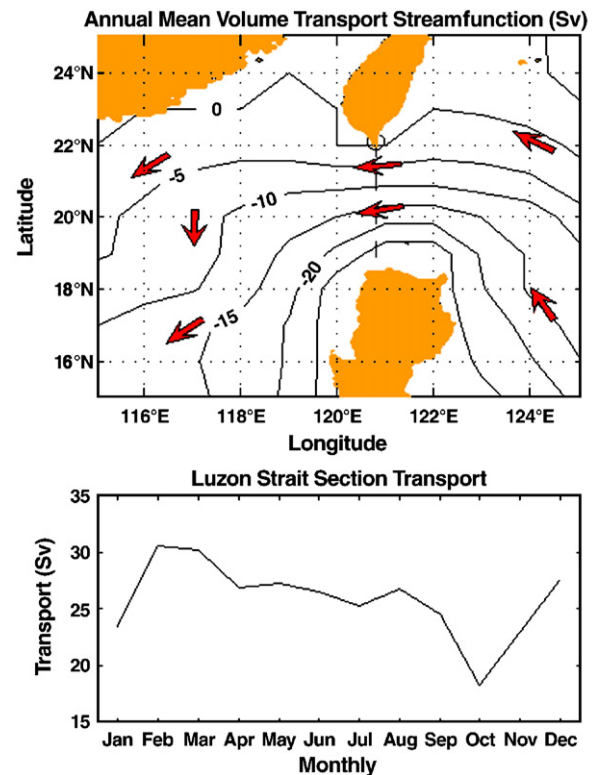 Annual Mean Volume Transport Streamfunction (Sv)
24°N
22°N
20°N
18°N
16°N
Latitude
0
-5
-10
-20
-15
116°E 118°E 120°E 122°E 124°E
Longitude
Luzon Strait Section Transport
35
30
25
20
15
Transport (Sv)
Jan Feb Mar Apr May Jun Jul Aug Sep Oct Nov Dec
Monthly